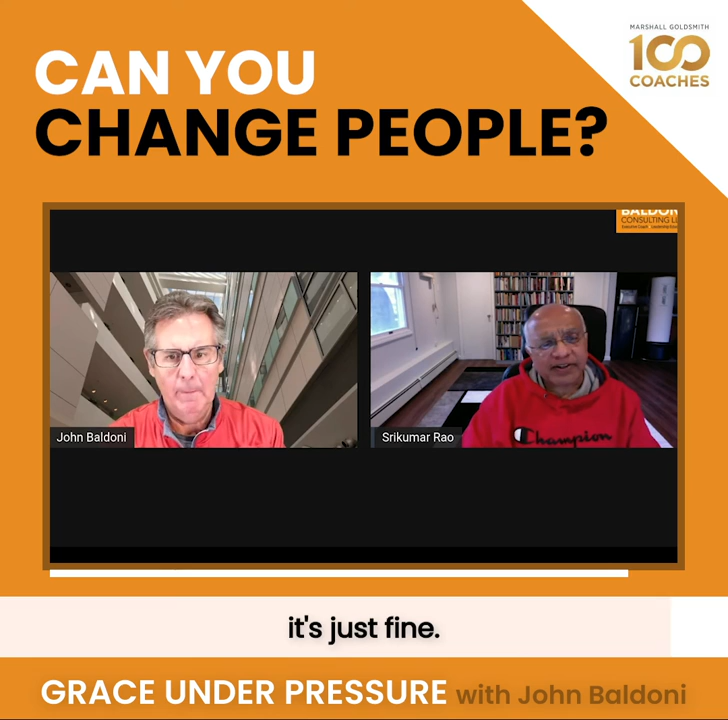 MARSHALL GOLDSMITH
100
COACHES
CAN YOU
CHANGE PEOPLE?
CONSULTING
John Baldoni
Srikumar Rao
Champion
it's just fine.
GRACE UNDER PRESSURE with John Baldoni